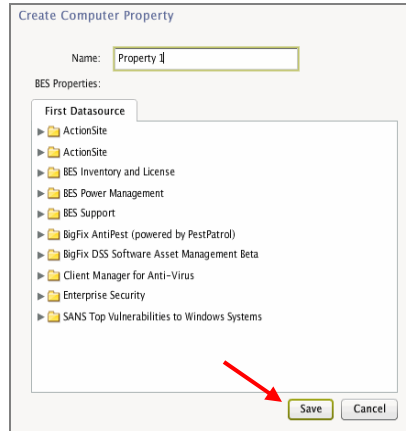 Create Computer Property
Name: Property 1
BES Properties:
First Datasource
ActionSite
ActionSite
BES Inventory and License
BES Power Management
BES Support
BigFix AntiPest (powered by PestPatrol)
BigFix DSS Software Asset Management Beta
Client Manager for Anti-Virus
Enterprise Security
SANS Top Vulnerabilities to Windows Systems
Save Cancel